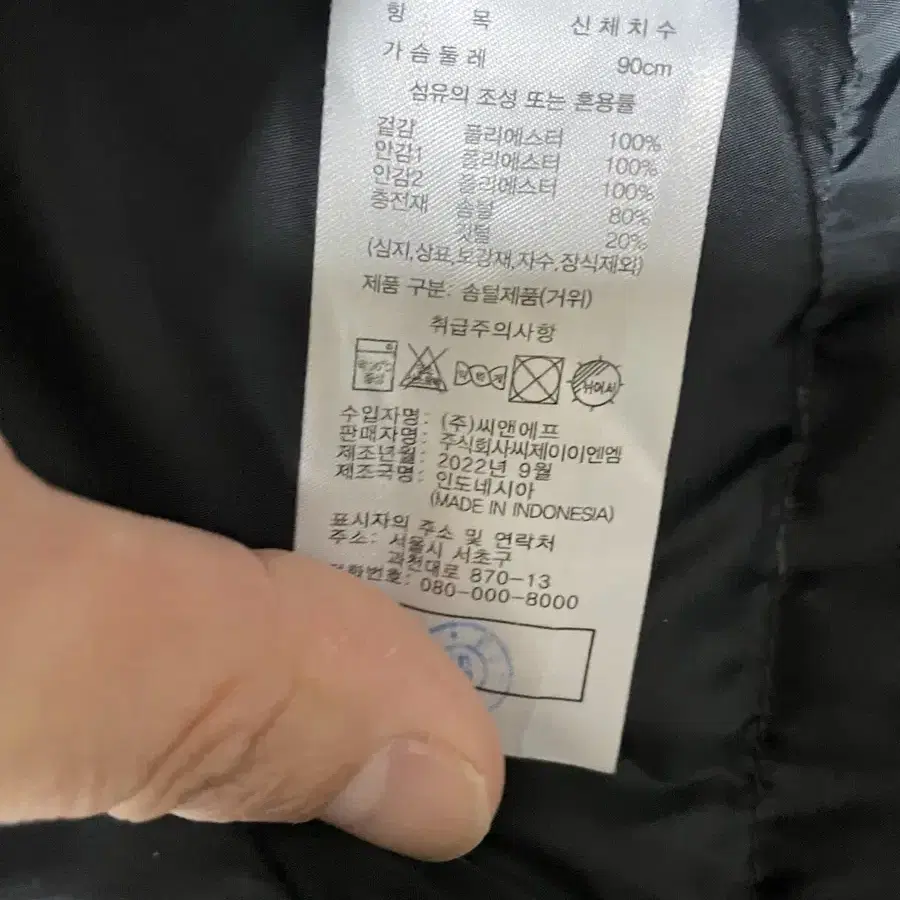 항 : 목 신체치수
가슴둘레 90cm
섬유의 조성 또는 혼용률
겉감 폴리에스터 100%
안감1 폴리에스터 100%
안감2 폴리에스터 100%
충전재 솜털 80%
깃털 20%
(심지,상표,보강재,자수,장식제외)
제품 구분: 솜털제품(거위)
취급주의사항
뉘어서
수입자명: (주)씨앤에프
판매자명: 주식회사씨제이이엔엠
제조년월: 2022년 9월
제조국명: 인도네시아
(MADE IN INDONESIA)
표시자의 주소 및 연락처
주소: 서울시 서초구
과천대로 870-13
전화번호: 080-000-8000